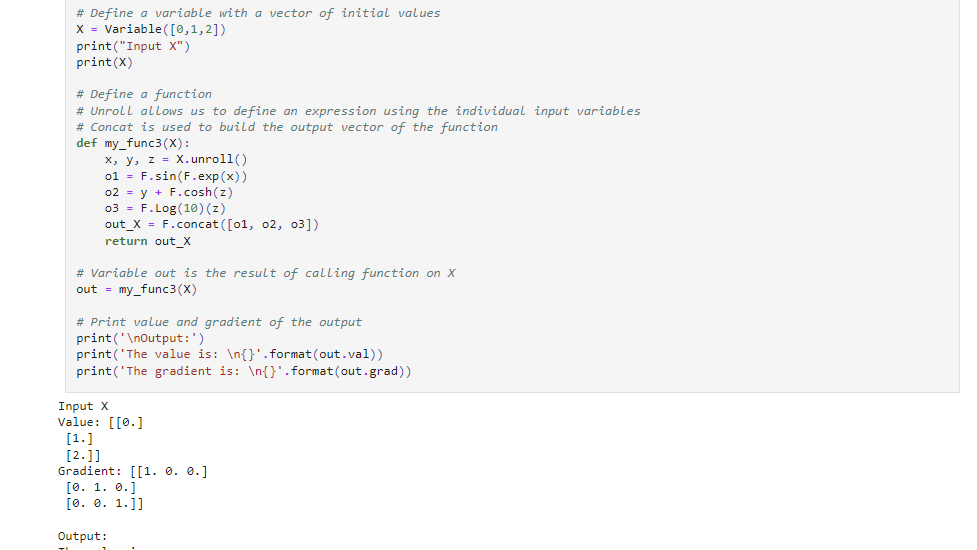 # Define a variable with a vector of initial values
X = Variable([0,1,2])
print("Input X")
print(X)
# Define a function
# Unroll allows us to define an expression using the individual input variables
# Concat is used to build the output vector of the function
def my_func3(X):
    x, y, z = X.unroll()
    o1 = F.sin(F.exp(x))
    o2 = y + F.cosh(z)
    o3 = F.Log(10)(z)
    out_X = F.concat([o1, o2, o3])
    return out_X
# Variable out is the result of calling function on X
out = my_func3(X)
# Print value and gradient of the output
print('\nOutput:')
print('The value is: \n{}'.format(out.val))
print('The gradient is: \n{}'.format(out.grad))
Input X
Value: [[0.]
 [1.]
 [2.]]
Gradient: [[1. 0. 0.]
 [0. 1. 0.]
 [0. 0. 1.]]
Output: